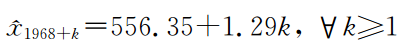 x̂₁₉₆₈₊ₖ=556.35+1.29k, ∀ k≥1